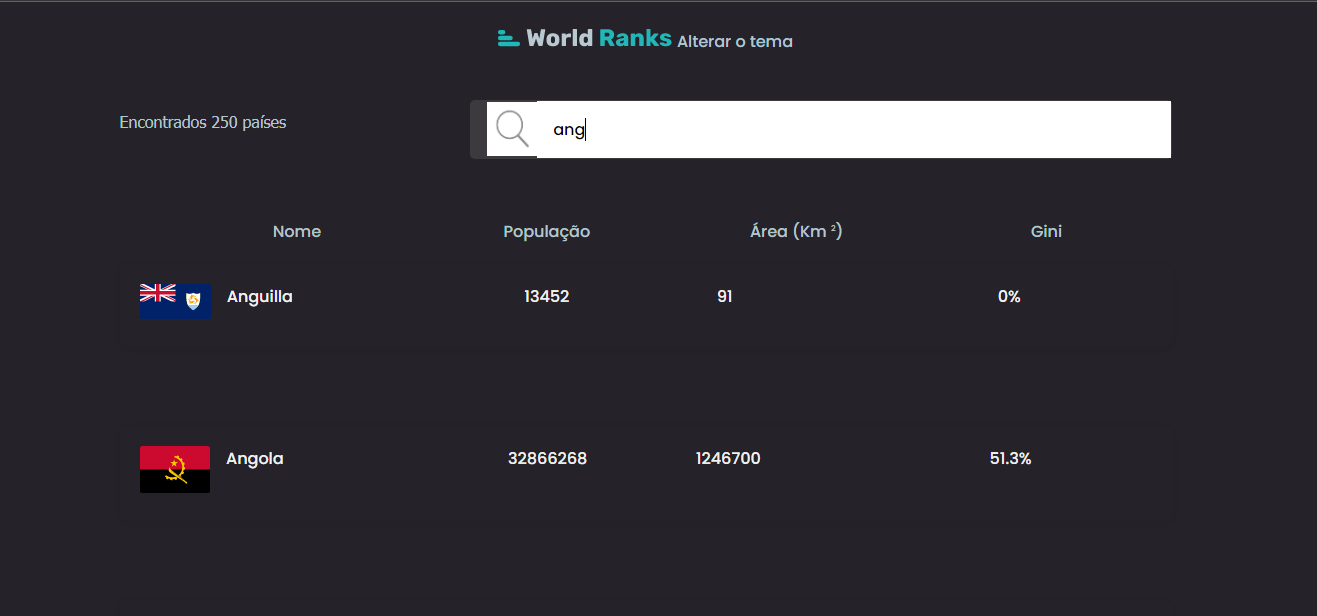 World Ranks Alterar o tema
Encontrados 250 países
ang
Nome População Área (Km ²) Gini
Anguilla 13452 91 0%
Angola 32866268 1246700 51.3%